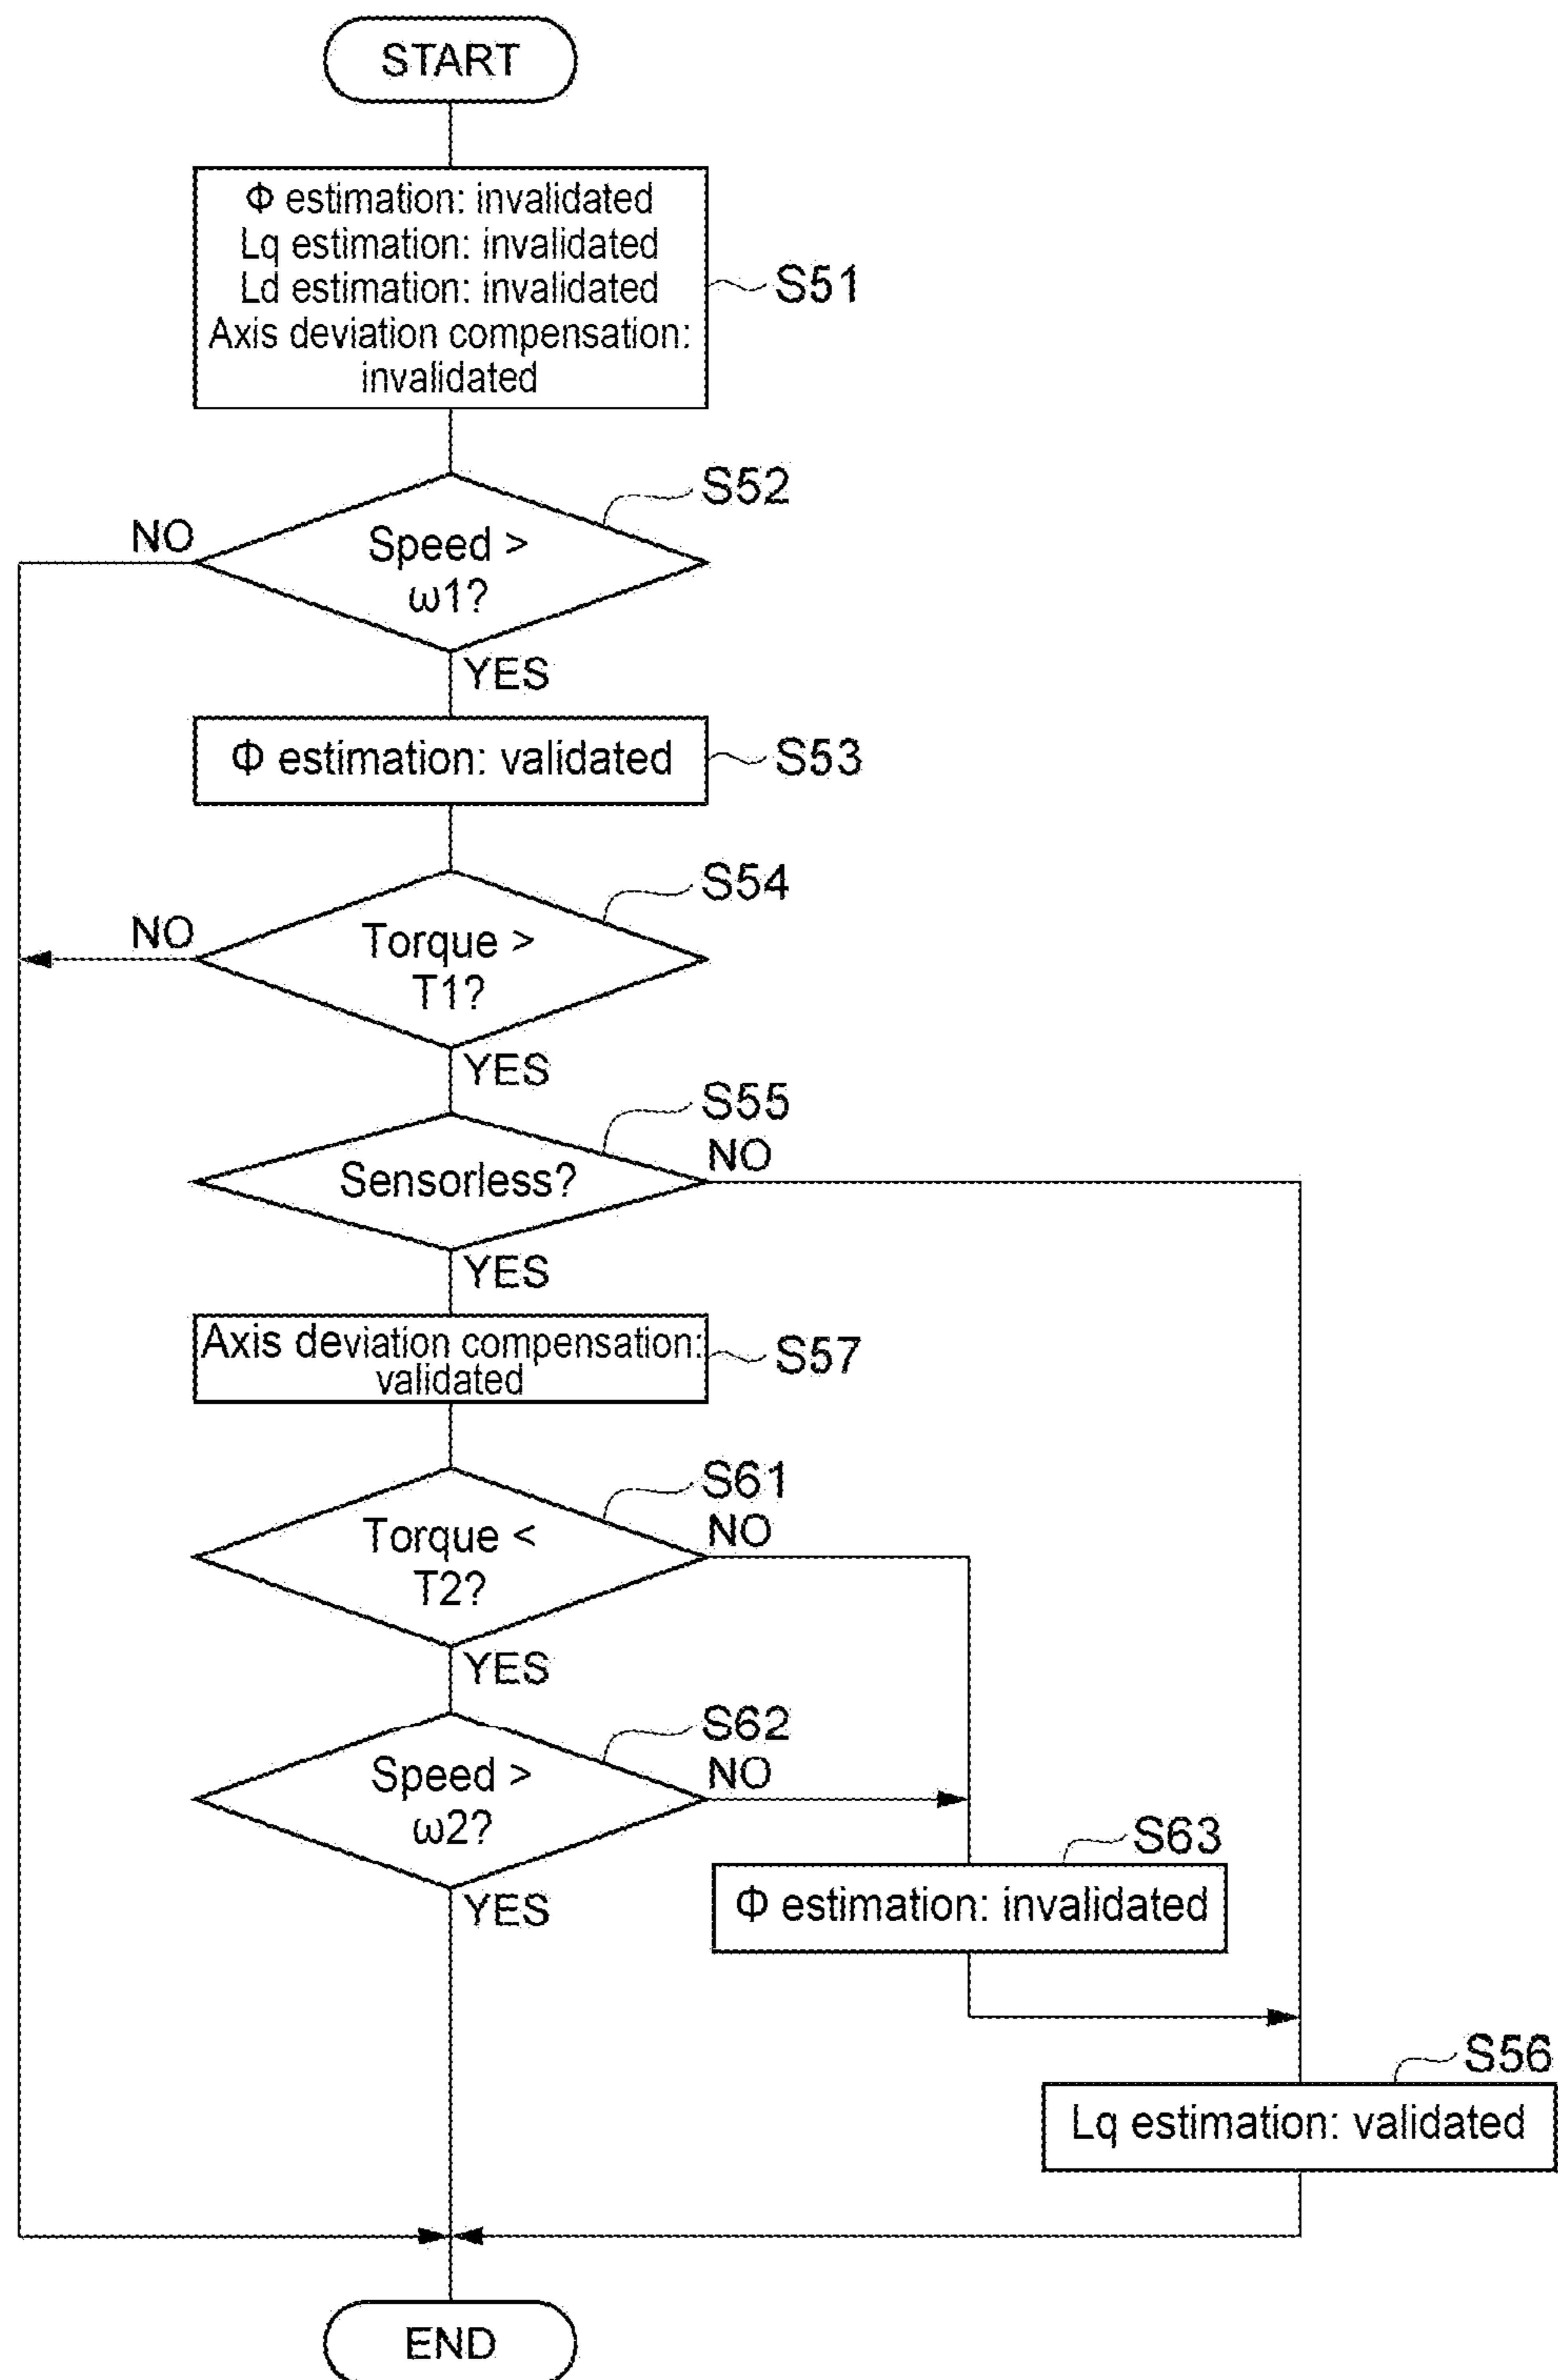 START
Φ estimation: invalidated
Lq estimation: invalidated
Ld estimation: invalidated
Axis deviation compensation:
invalidated
S51
S52
NO
Speed >
ω1?
YES
Φ estimation: validated
S53
S54
NO
Torque >
T1?
YES
S55
NO
Sensorless?
YES
Axis deviation compensation:
validated
S57
S61
NO
Torque <
T2?
YES
S62
NO
Speed >
ω2?
YES
S63
Φ estimation: invalidated
S56
Lq estimation: validated
END